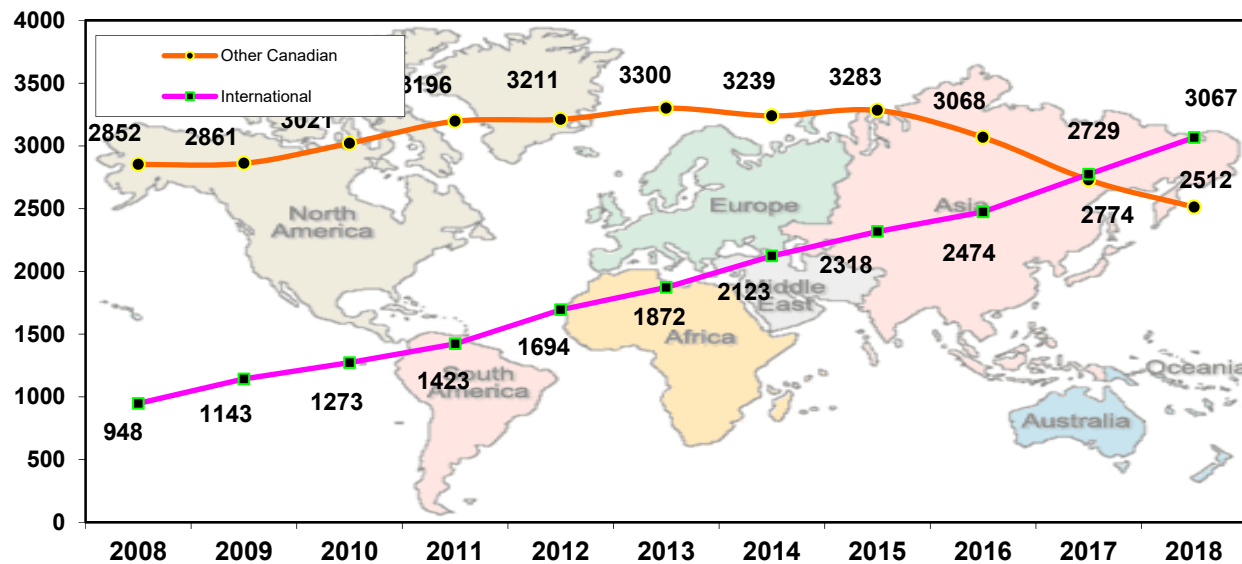 4000
3500
3000
2500
2000
1500
1000
500
0
Other Canadian
International
2852
2861
3021
3196
3211
3300
3239
3283
3068
2729
2512
948
1143
1273
1423
1694
1872
2123
2318
2474
2774
3067
North
America
South
America
Europe
Africa
Middle
East
Asia
Australia
Oceania
2008 2009 2010 2011 2012 2013 2014 2015 2016 2017 2018